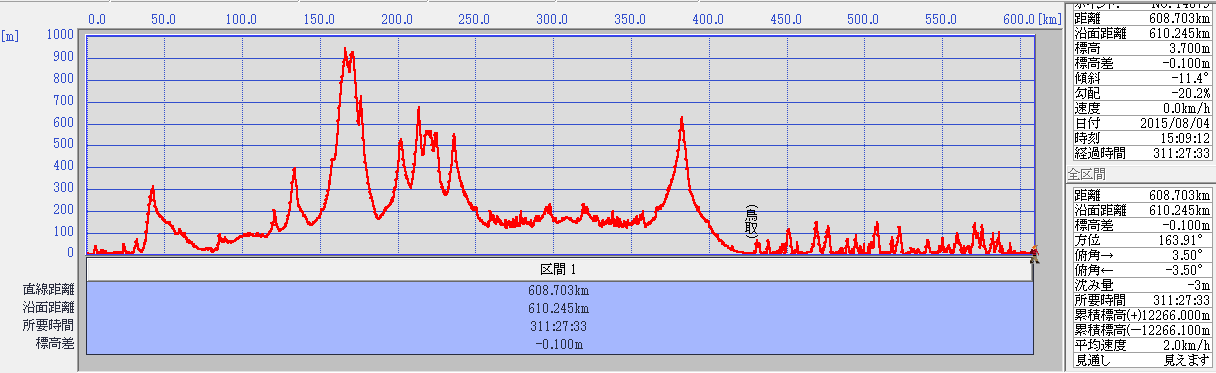 0.0 50.0 100.0 150.0 200.0 250.0 300.0 350.0 400.0 450.0 500.0 550.0 600.0 [km]
[m]
1000
900
800
700
600
500
400
300
200
100
0
(鳥取)
区間 1
直線距離 608.703km
沿面距離 610.245km
所要時間 311:27:33
標高差 -0.100m
距離 608.703km
沿面距離 610.245km
標高 3.700m
標高差 -0.100m
傾斜 -11.4°
勾配 -20.2%
速度 0.0km/h
日付 2015/08/04
時刻 15:09:12
経過時間 311:27:33
全区間
距離 608.703km
沿面距離 610.245km
標高差 -0.100m
方位 163.91°
俯角→ 3.50°
俯角← -3.50°
沈み量 -3m
所要時間 311:27:33
累積標高(+)12266.000m
累積標高(−12266.100m
平均速度 2.0km/h
見通し 見えます